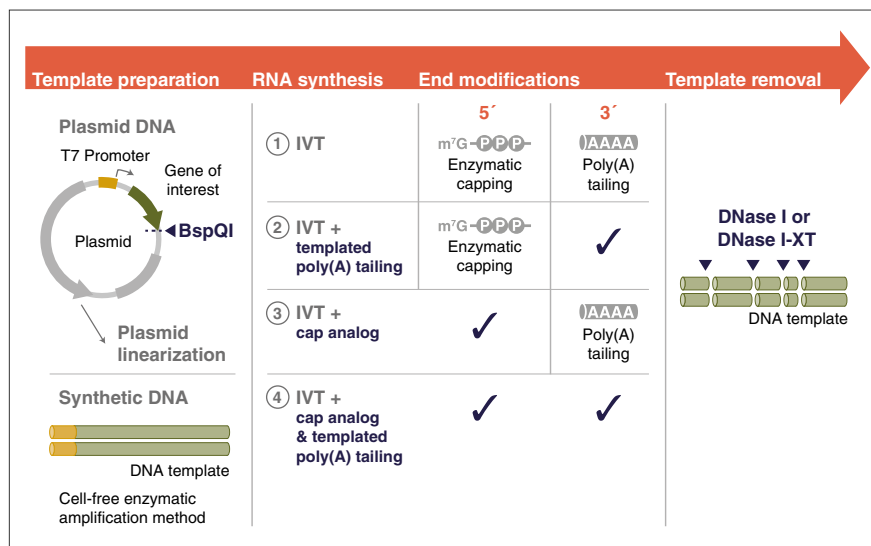 Template preparation
RNA synthesis
End modifications
Template removal
Plasmid DNA
T7 Promoter
Gene of
interest
Plasmid
BspQI
Plasmid
linearization
Synthetic DNA
DNA template
Cell-free enzymatic
amplification method
5´
3´
1 IVT
m⁷G PPP
Enzymatic
capping
AAAA
Poly(A)
tailing
2 IVT +
templated
poly(A) tailing
m⁷G PPP
Enzymatic
capping
✓
3 IVT +
cap analog
✓
AAAA
Poly(A)
tailing
4 IVT +
cap analog
& templated
poly(A) tailing
✓
✓
DNase I or
DNase I-XT
DNA template